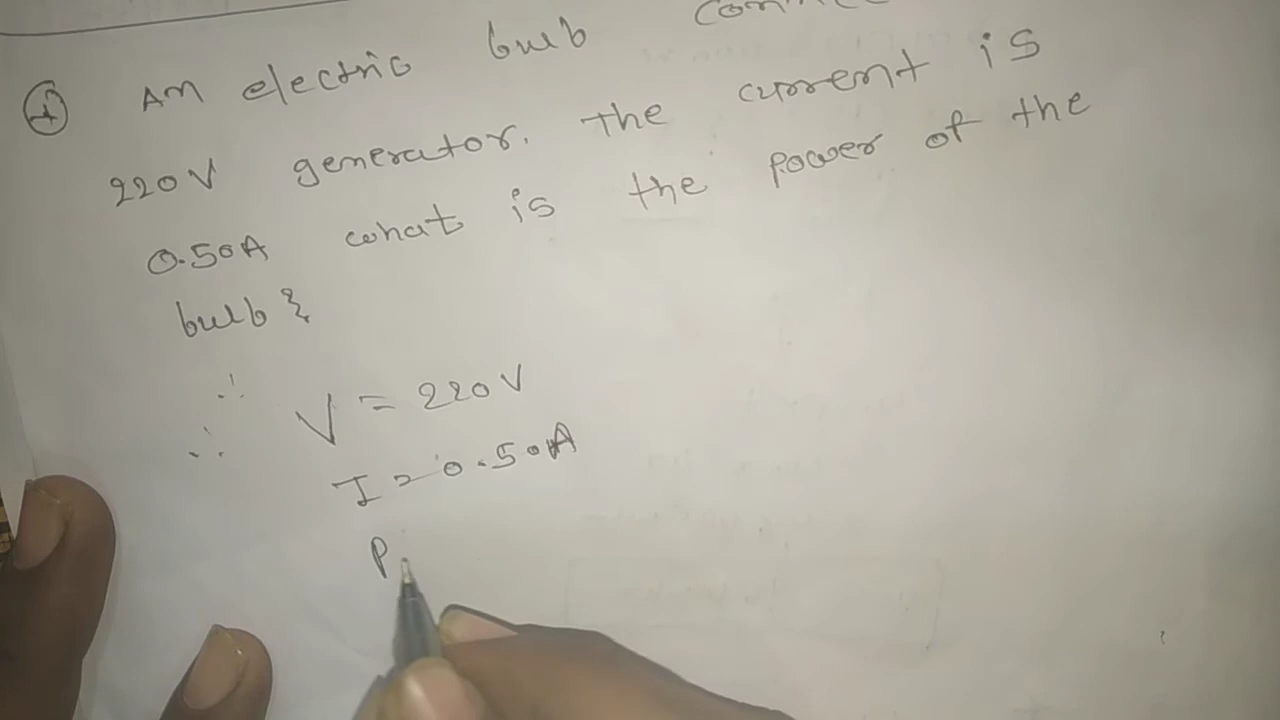 ④ An electric bulb
220V generator. The current is
0.50A what is the power of the
bulb?
∴ V = 220V
∴ I = 0.50A
P